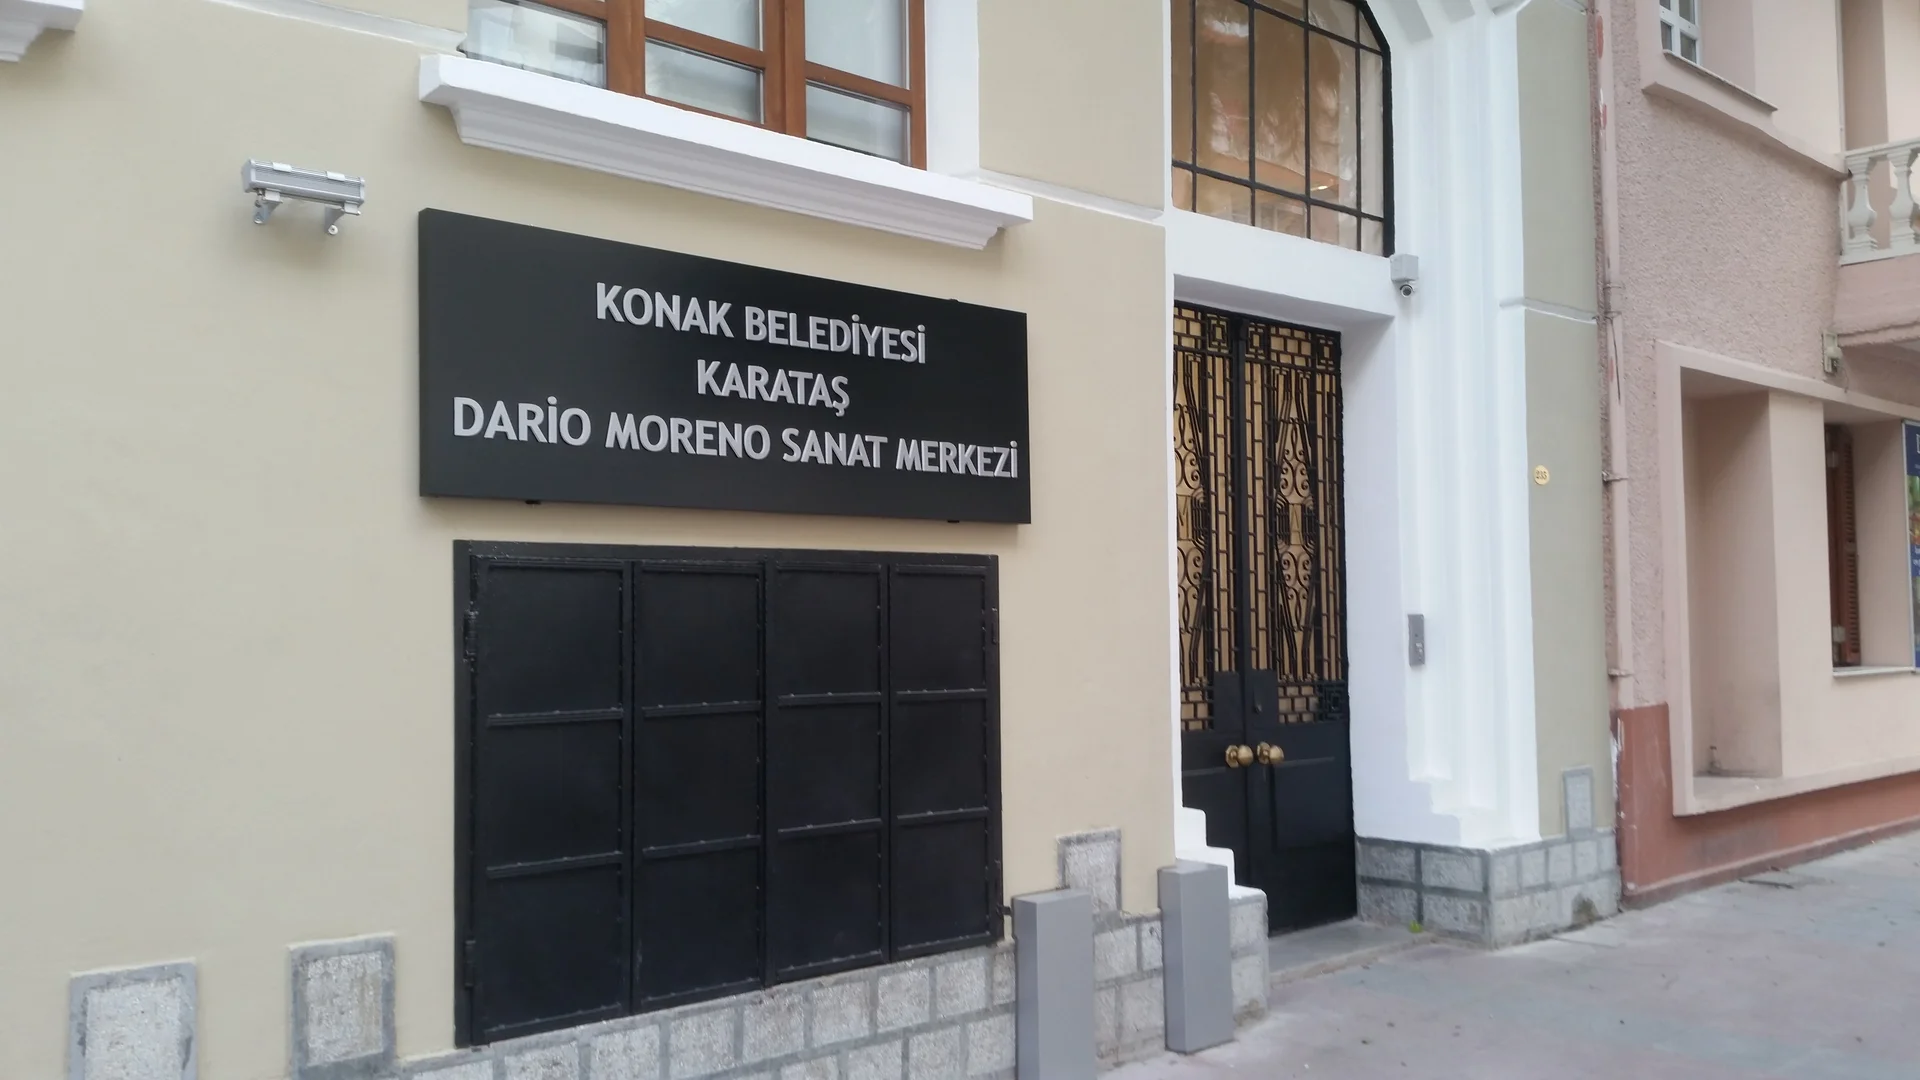 KONAK BELEDİYESİ
KARATAŞ
DARİO MORENO SANAT MERKEZİ